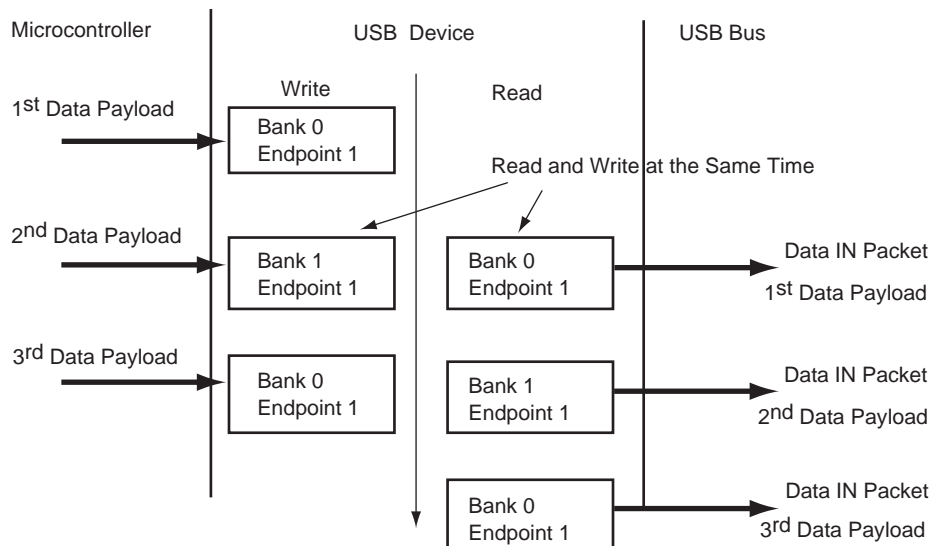 Microcontroller
USB Device
USB Bus
Write
Read
1st Data Payload
Bank 0
Endpoint 1
Read and Write at the Same Time
2nd Data Payload
Bank 1
Endpoint 1
Bank 0
Endpoint 1
Data IN Packet
1st Data Payload
3rd Data Payload
Bank 0
Endpoint 1
Bank 1
Endpoint 1
Data IN Packet
2nd Data Payload
Bank 0
Endpoint 1
Data IN Packet
3rd Data Payload